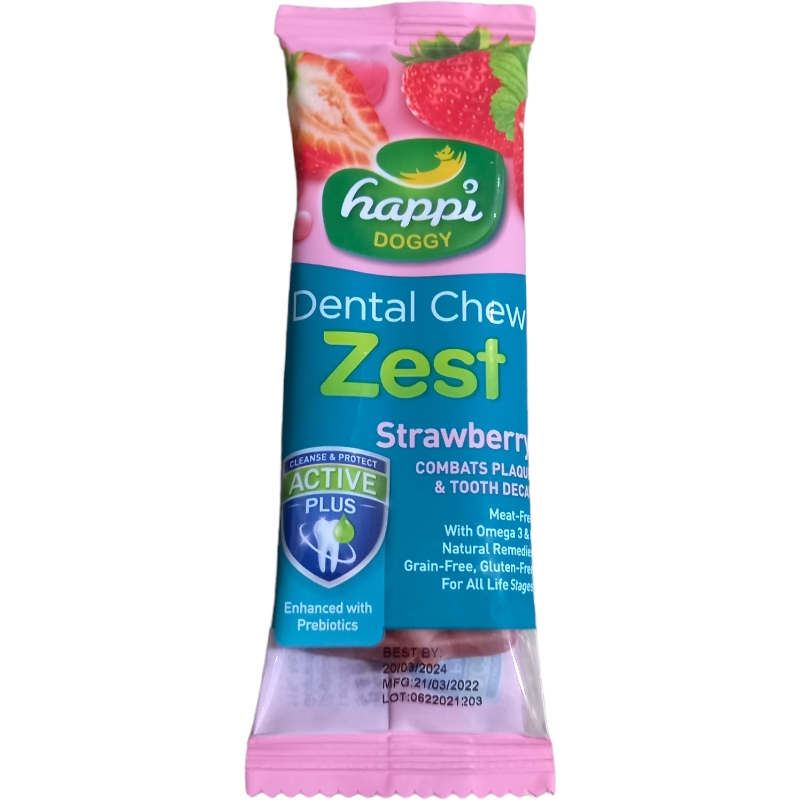 happi
DOGGY
Dental Chew
Zest
Strawberry
COMBATS PLAQU
& TOOTH DECA
CLEANSE & PROTECT
ACTIVE
PLUS
Meat-Fre
With Omega 3 &
Natural Remedie
Grain-Free, Gluten-Free
For All Life Stages
Enhanced with
Prebiotics
BEST BY:
20/03/2024
MFG:21/03/2022
LOT:0622021203